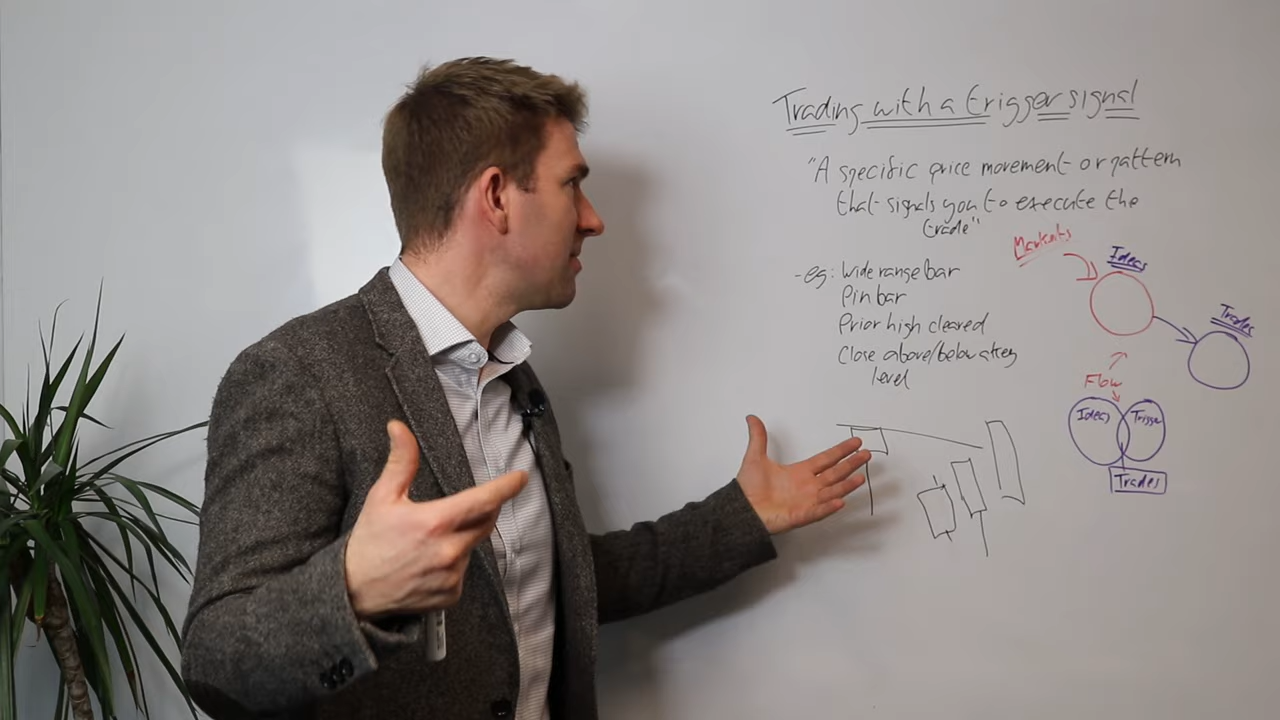 Trading with a trigger signal
"A specific price movement or pattern
that signals you to execute the
trade"
-eg: Wide range bar
Pin bar
Prior high cleared
Close above/below a key
level
Markets
Ideas
Trades
Flow
Ideas
Trigger
Trades